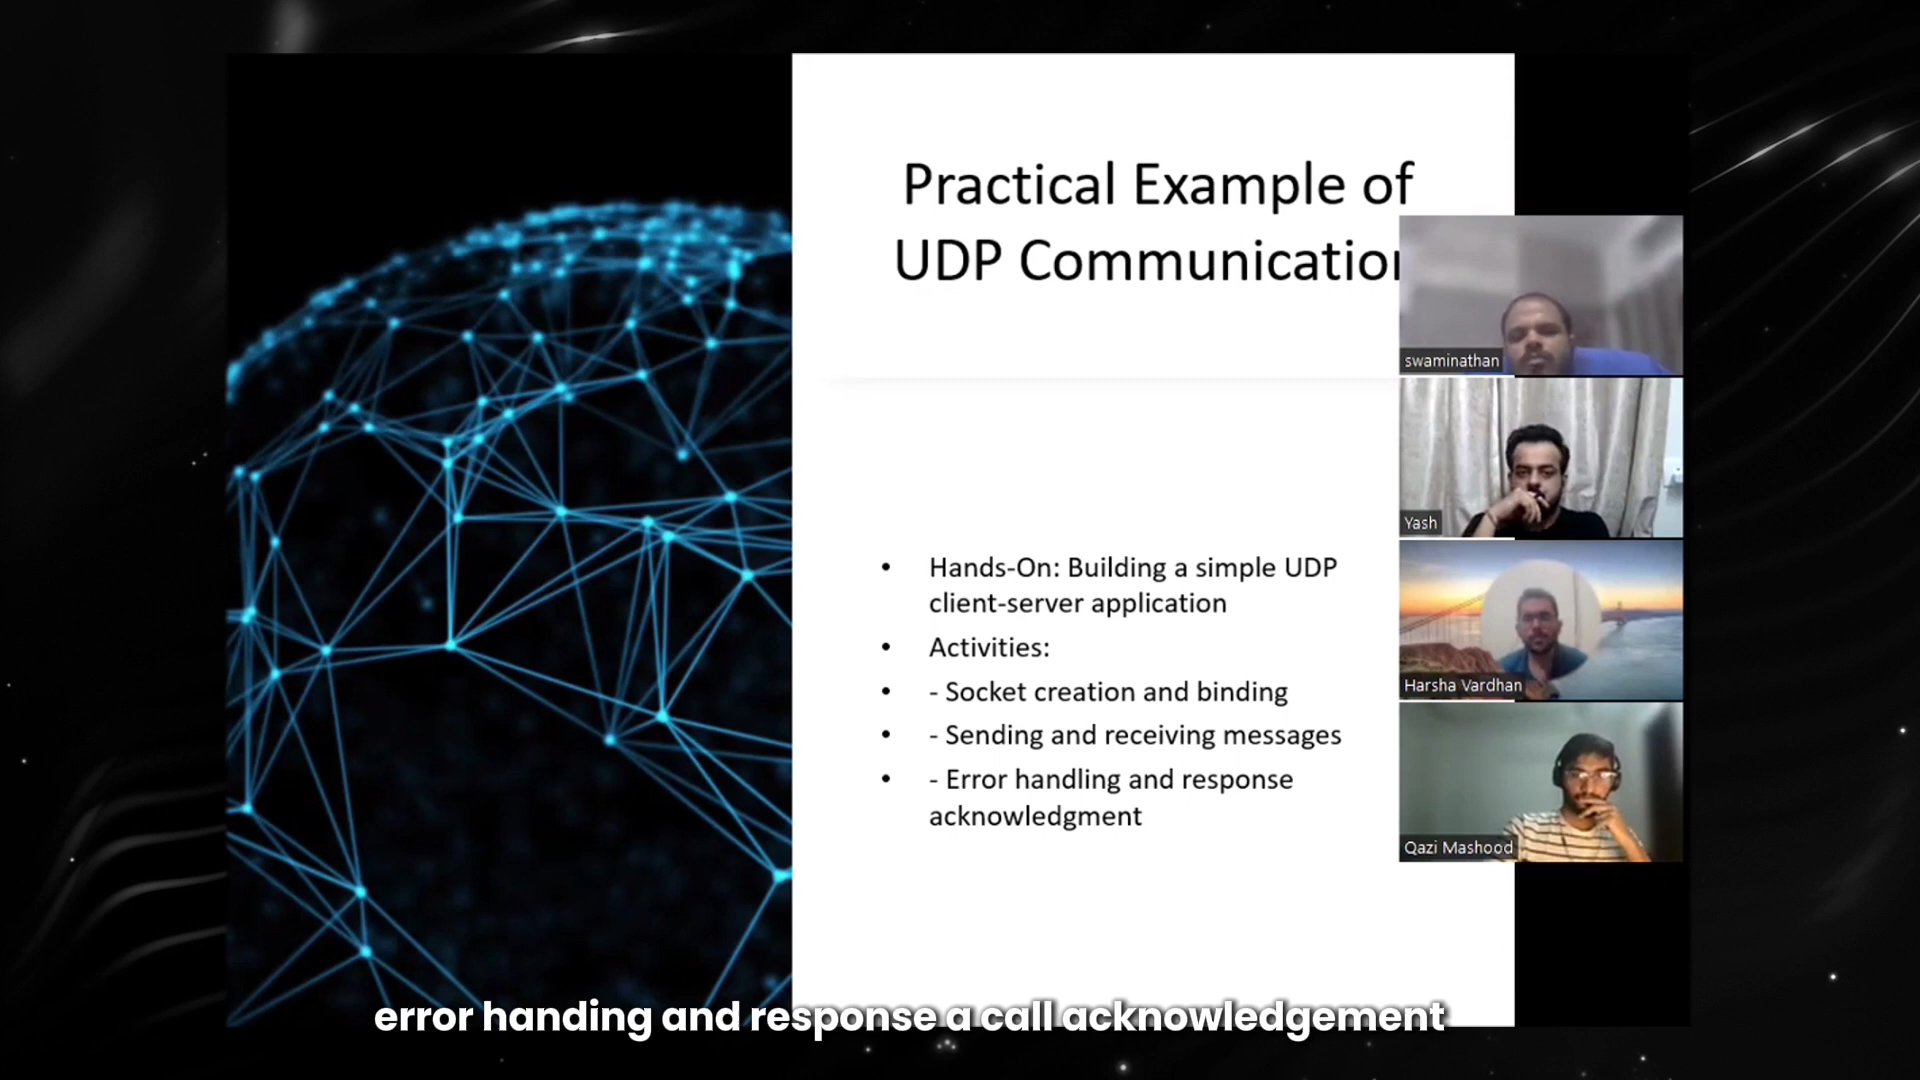 Practical Example of
UDP Communication
swaminathan
Yash
Harsha Vardhan
Qazi Mashood
• Hands-On: Building a simple UDP
client-server application
• Activities:
• - Socket creation and binding
• - Sending and receiving messages
• - Error handling and response
acknowledgment
error handing and response a call acknowledgement